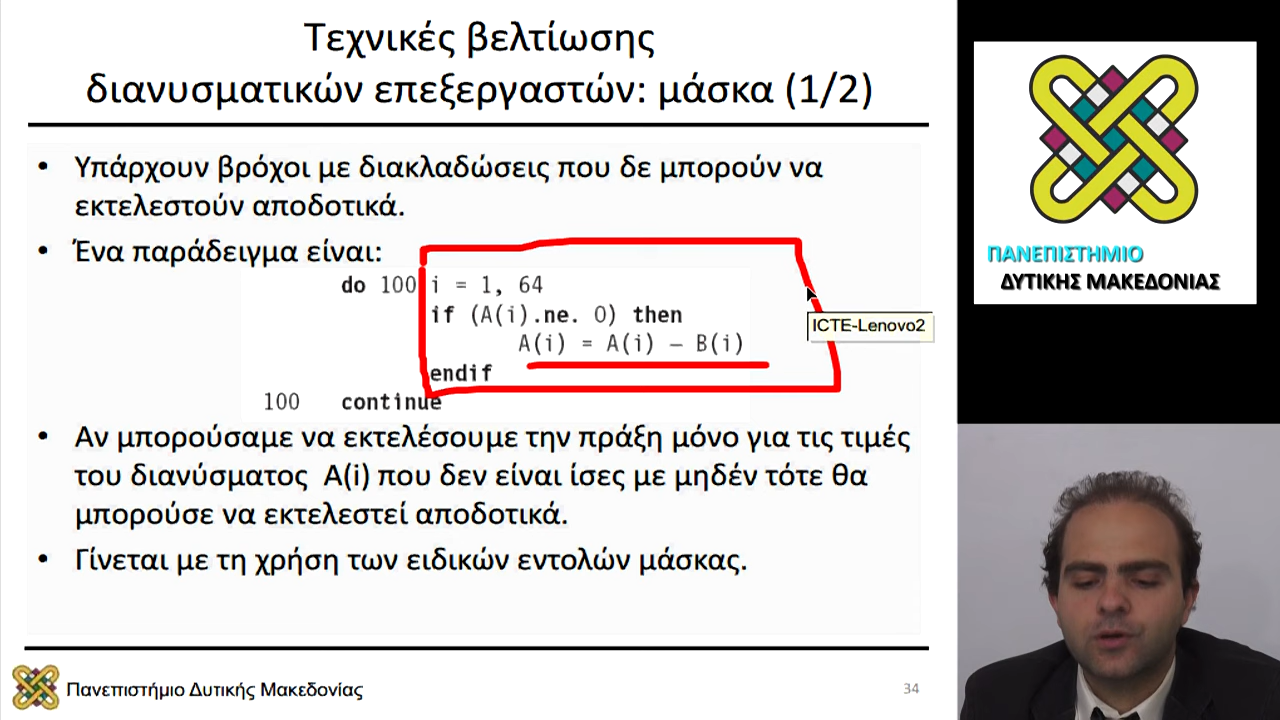 Τεχνικές βελτίωσης
διανυσματικών επεξεργαστών: μάσκα (1/2)
• Υπάρχουν βρόχοι με διακλαδώσεις που δε μπορούν να
εκτελεστούν αποδοτικά.
• Ένα παράδειγμα είναι:
do 100 i = 1, 64
if (A(i).ne. 0) then
A(i) = A(i) – B(i)
endif
100 continue
• Αν μπορούσαμε να εκτελέσουμε την πράξη μόνο για τις τιμές
του διανύσματος A(i) που δεν είναι ίσες με μηδέν τότε θα
μπορούσε να εκτελεστεί αποδοτικά.
• Γίνεται με τη χρήση των ειδικών εντολών μάσκας.
Πανεπιστήμιο Δυτικής Μακεδονίας
34
ICTE-Lenovo2
ΠΑΝΕΠΙΣΤΗΜΙΟ
ΔΥΤΙΚΗΣ ΜΑΚΕΔΟΝΙΑΣ